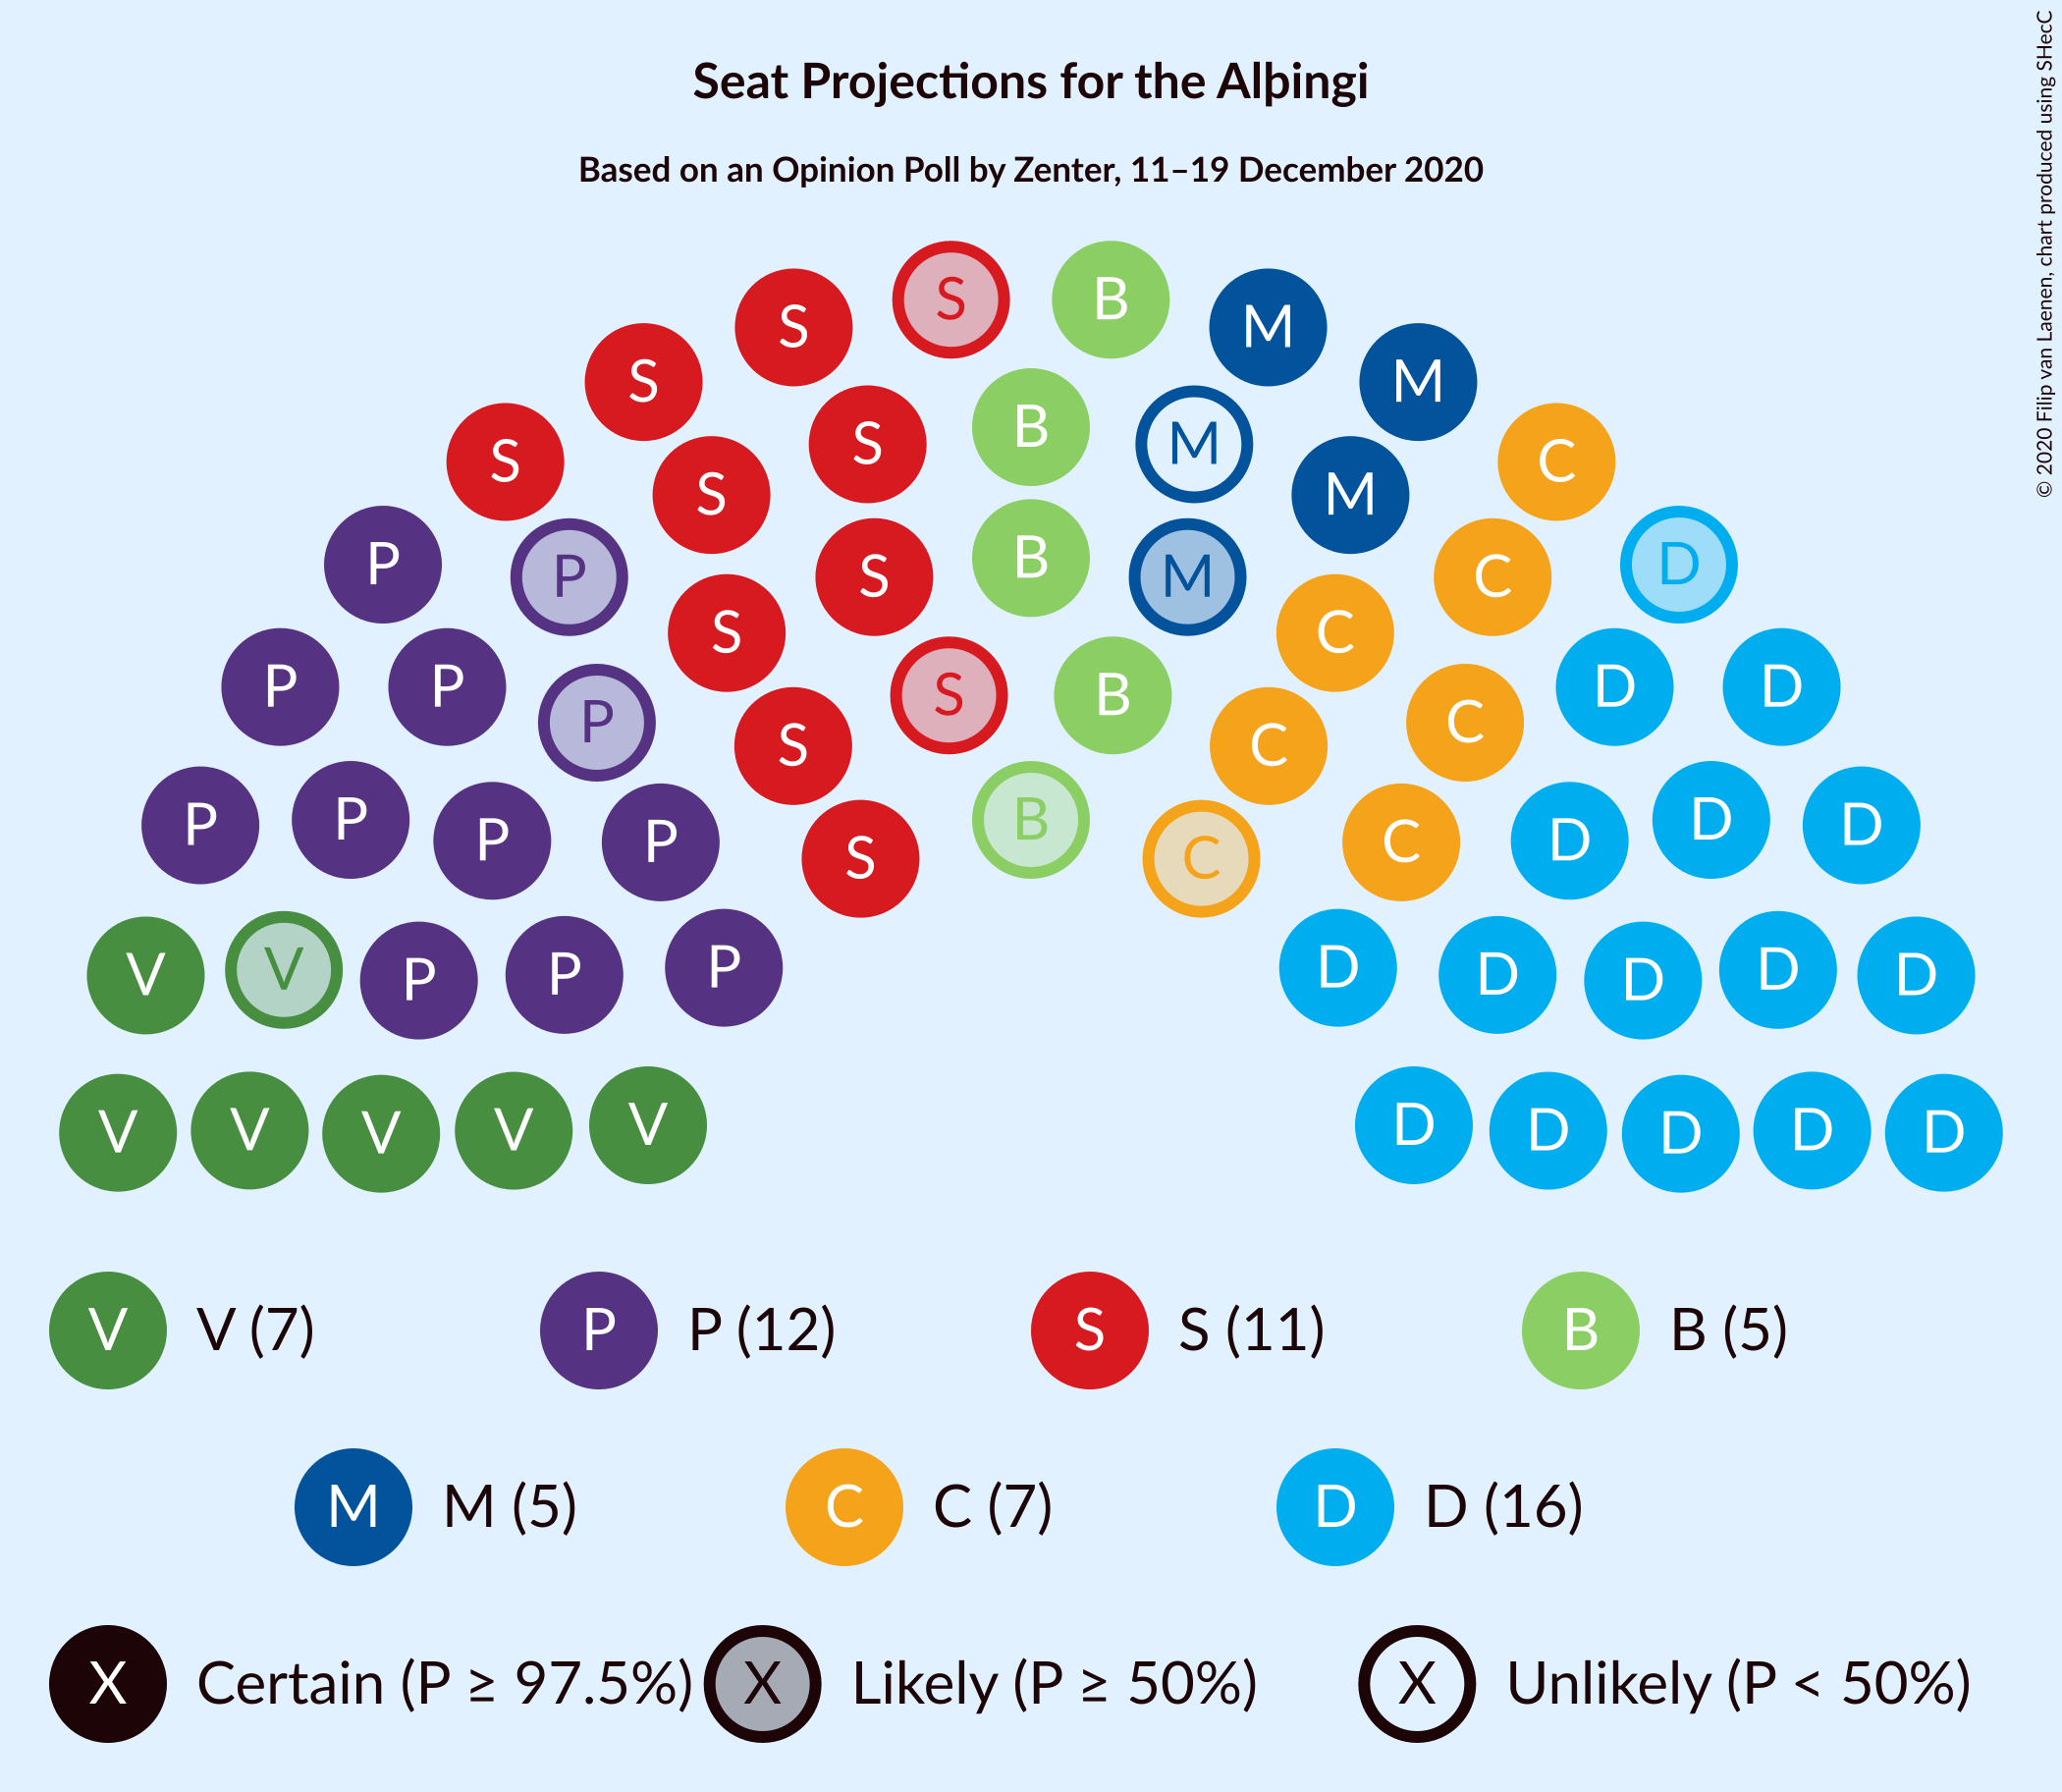 Seat Projections for the Alþingi
Based on an Opinion Poll by Zenter, 11–19 December 2020
© 2020 Filip van Laenen, chart produced using SHecC
S B
S M
S M
S B M
S C
S M
P D
B
P S M C
S C
P P D D
S B
P C
S C
P P D D
B
P P C D
S C
P D
P P D D
V V P D D D
V V V V V D D D D D
V V (7) P P (12) S S (11) B B (5)
M M (5) C C (7) D D (16)
X Certain (P ≥ 97.5%) X Likely (P ≥ 50%) X Unlikely (P < 50%)